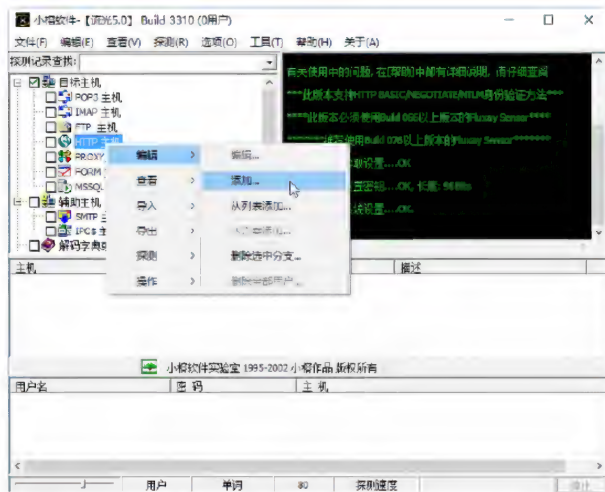 小榕软件-【流光5.0】 Build 3310 (0用户)
文件(F) 编辑(E) 查看(V) 探测(R) 选项(O) 工具(T) 帮助(H) 关于(A)
探测记录查找:
目标主机
POP3 主机
IMAP 主机
FTP 主机
HTTP 主机
PROXY
FORM
MSSQL
辅助主机
SMTP 主
IPC$ 主
解码字典
编辑 >
查看 >
导入 >
导出 >
探测 >
操作 >
编辑...
添加...
从列表添加...
删除选中分支...
有关使用中的问题,在[帮助]中都有详细说明,请仔细查阅
***此版本支持HTTP BASIC/NEGOTIATE/NTLM身份验证方法***
使用Build 076以上版本的Fluxay Sensor
取设置....OK
主机
描述
小榕软件实验室 1995-2002 小榕作品 版权所有
用户名 密 码 主 机
用户 单词 80 探测速度